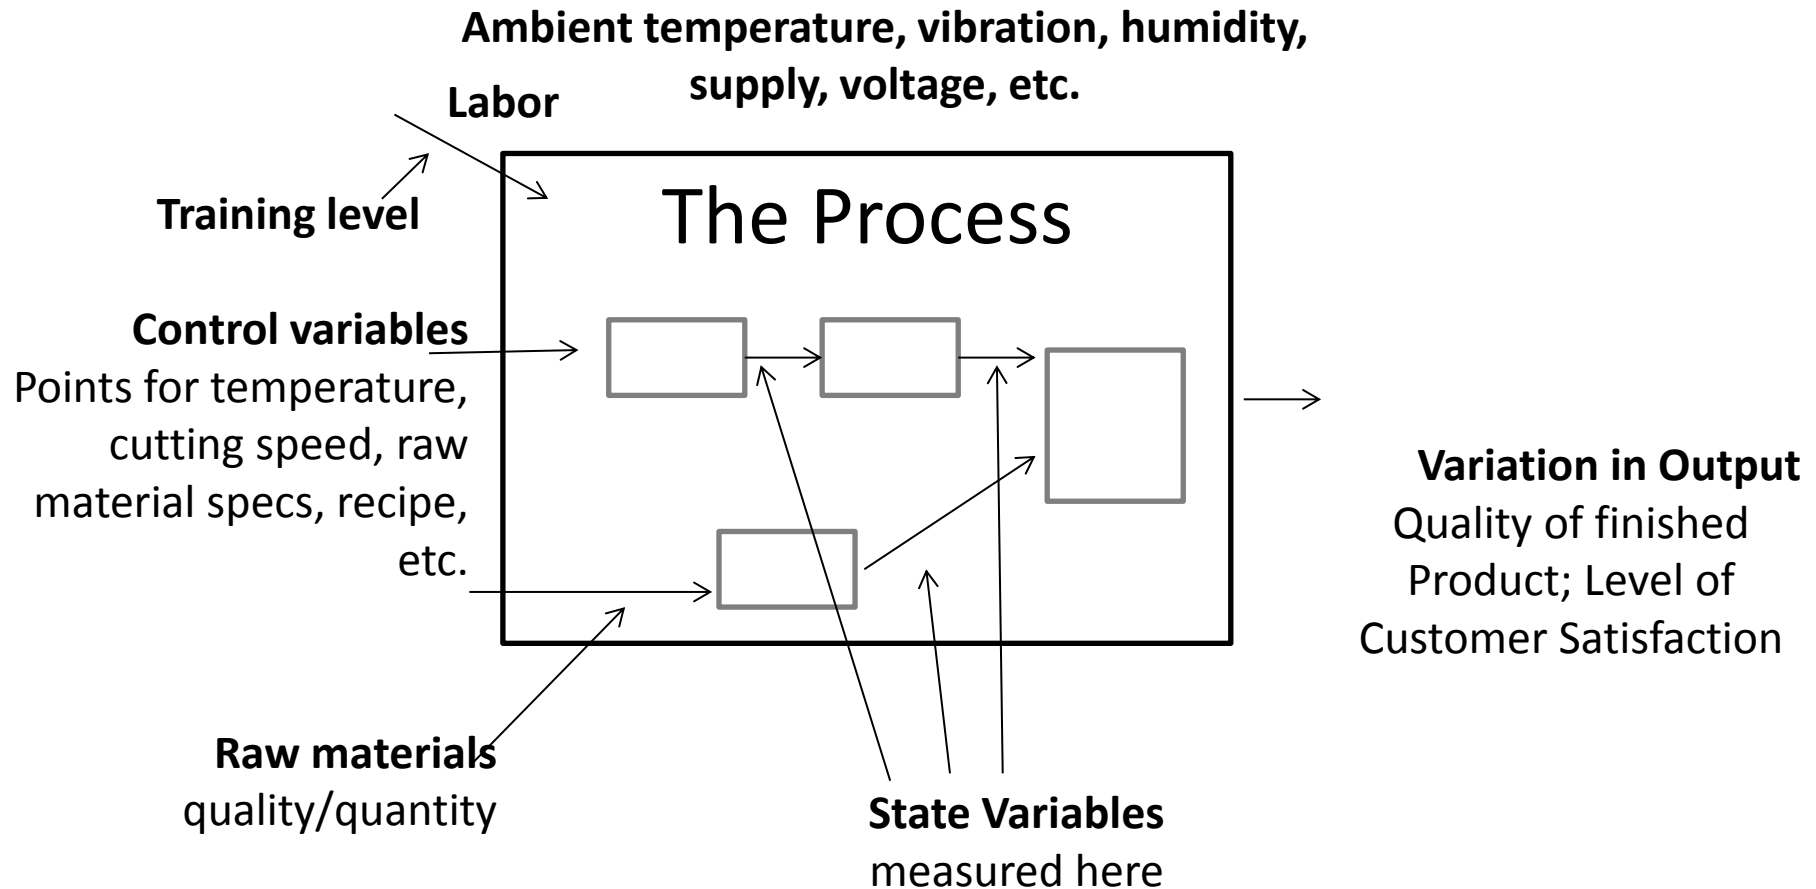 Ambient temperature, vibration, humidity,
supply, voltage, etc.
Labor
The Process
Training level
Control variables
Points for temperature,
cutting speed, raw
material specs, recipe,
etc.
Variation in Output
Quality of finished
Product; Level of
Customer Satisfaction
Raw materials
quality/quantity
State Variables
measured here